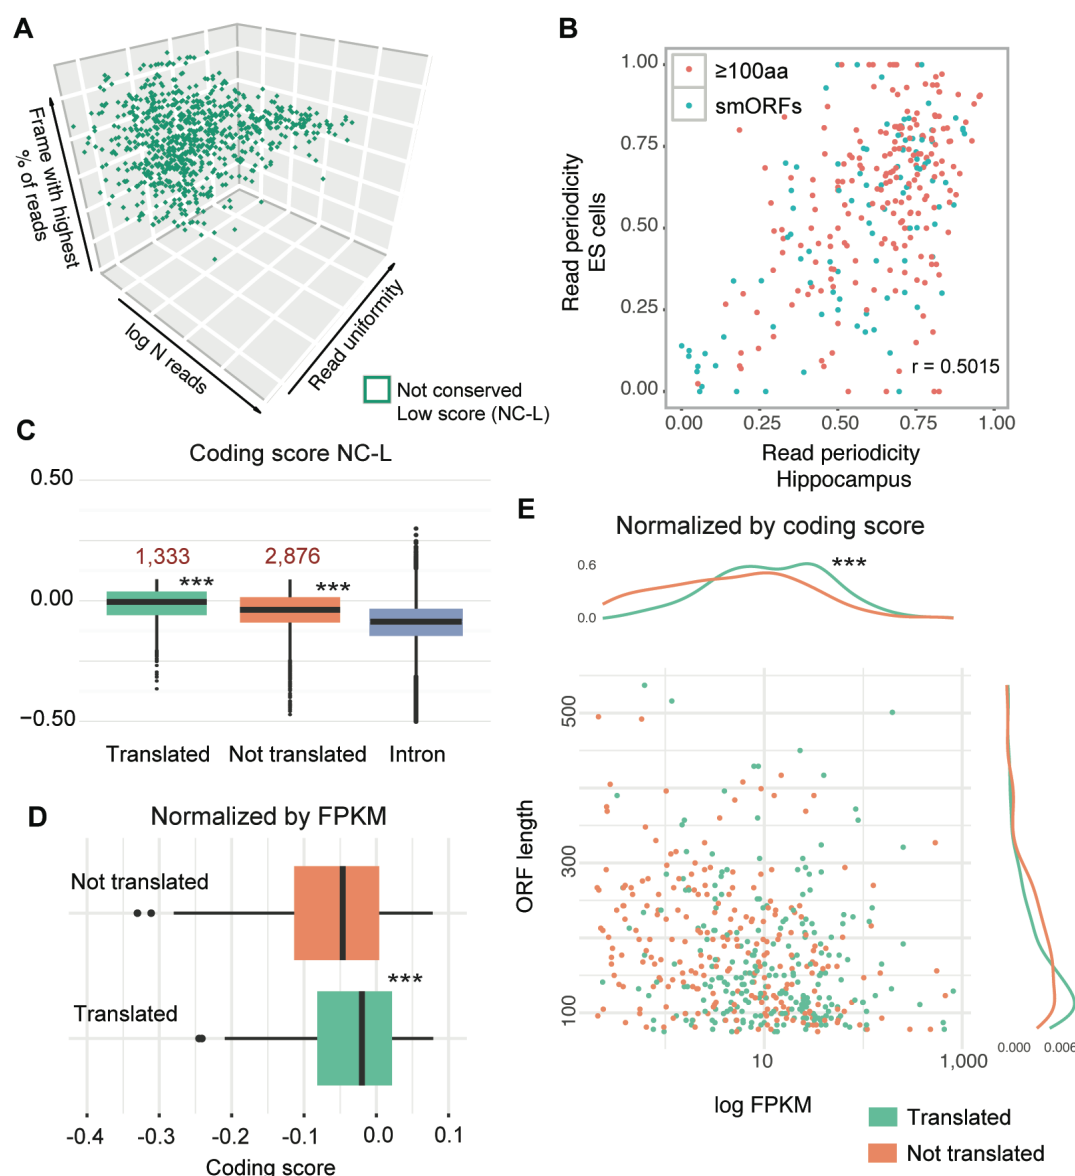 A
Frame with highest
% of reads
log N reads
Read uniformity
Not conserved
Low score (NC-L)
B
≥100aa
smORFs
1.00
0.75
0.50
0.25
0.00
Read periodicity
ES cells
r = 0.5015
0.00
0.25
0.50
0.75
1.00
Read periodicity
Hippocampus
C
Coding score NC-L
0.50
0.00
−0.50
1,333
2,876
***
***
Translated
Not translated
Intron
D
Normalized by FPKM
Not translated
Translated
***
-0.4
-0.3
-0.2
-0.1
0.0
0.1
Coding score
E
Normalized by coding score
0.6
0.0
***
ORF length
500
300
100
10
1,000
log FPKM
0.000
0.006
Translated
Not translated